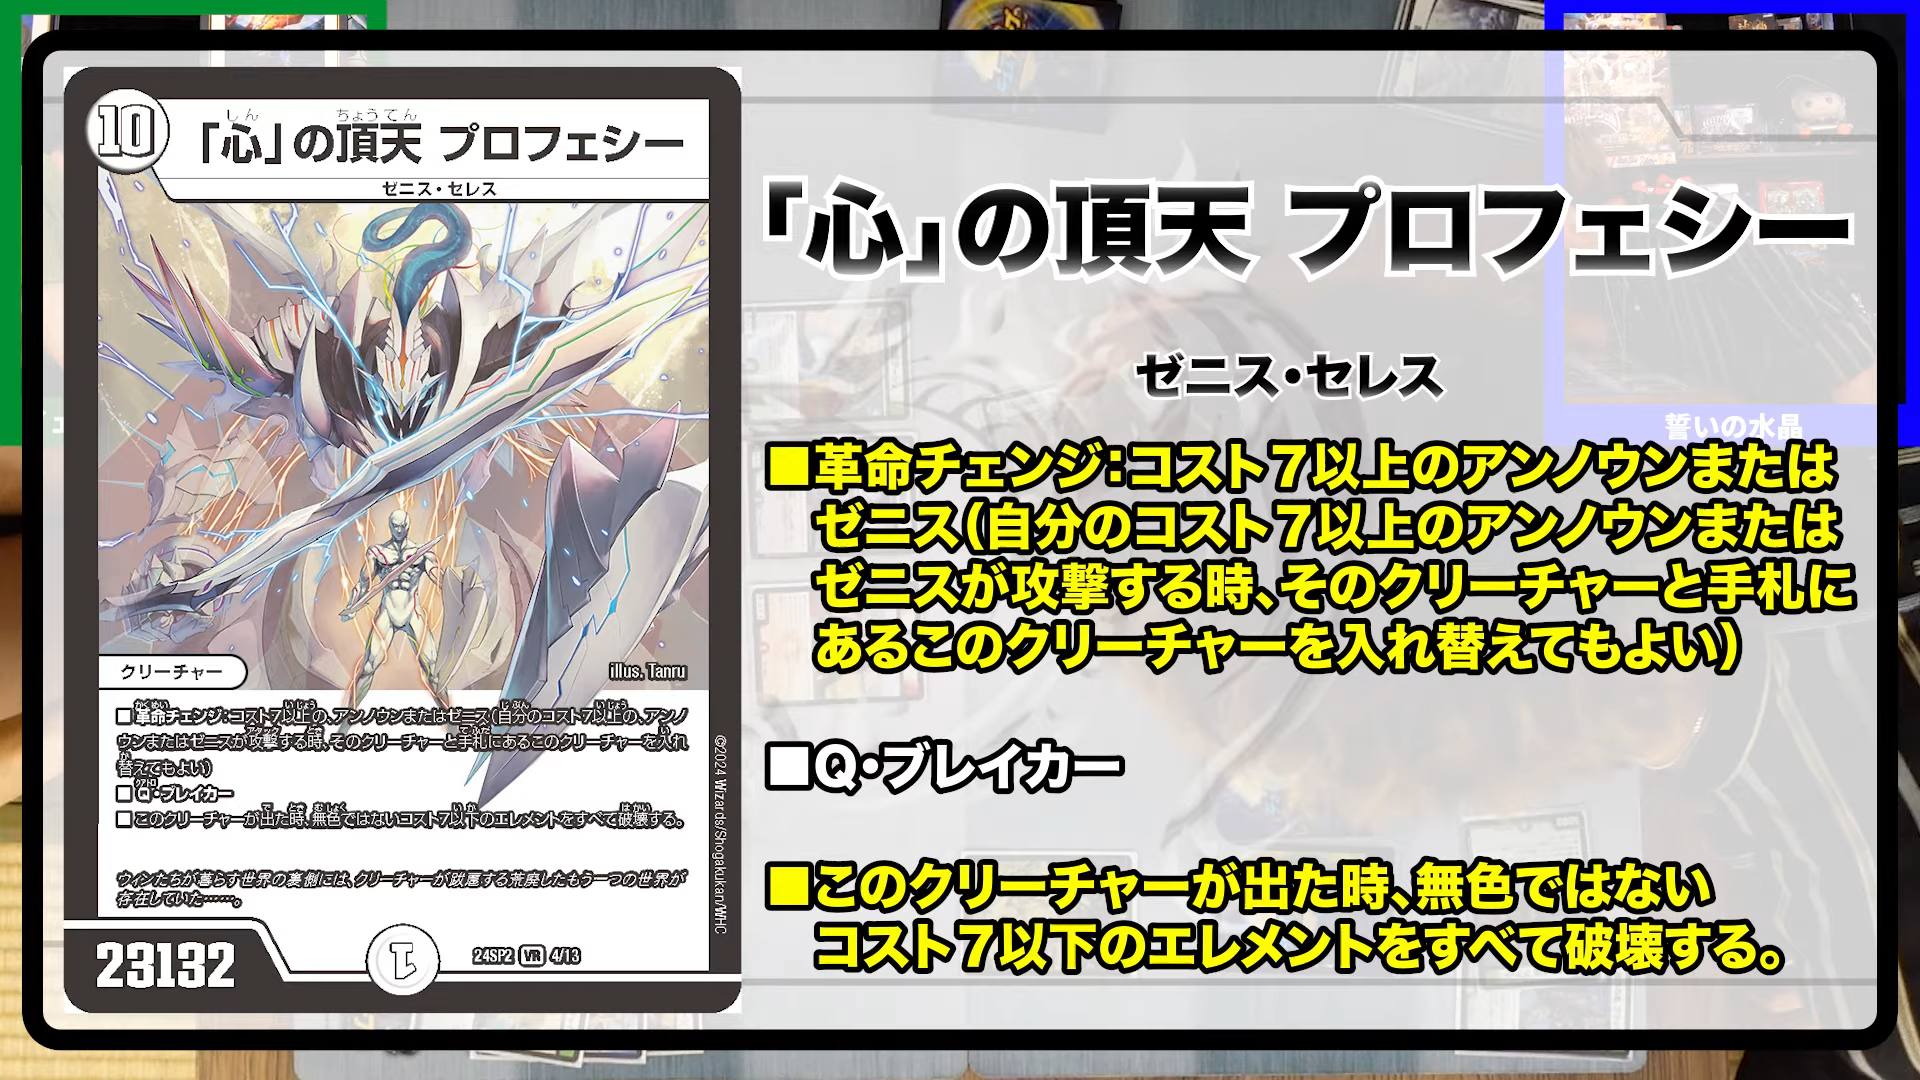 10
しん ちょうてん
「心」の頂天 プロフェシー
ゼニス・セレス
クリーチャー
illus. Tanru
■革命チェンジ:コスト7以上の、アンノウンまたはゼニス(自分のコスト7以上の、アンノ
ウンまたはゼニスが攻撃する時、そのクリーチャーと手札にあるこのクリーチャーを入れ
替えてもよい)
■Q・ブレイカー
■このクリーチャーが出た時、無色ではないコスト7以下のエレメントをすべて破壊する。
ウィンたちが暮らす世界の裏側には、クリーチャーが跋扈する荒廃したもう一つの世界が
存在していた……。
23132
24SP2 VR 4/13
©2024 Wizards/Shogakukan/WHC
「心」の頂天 プロフェシー
ゼニス・セレス
誓いの水晶
■革命チェンジ:コスト7以上のアンノウンまたは
ゼニス(自分のコスト7以上のアンノウンまたは
ゼニスが攻撃する時、そのクリーチャーと手札に
あるこのクリーチャーを入れ替えてもよい)
■Q・ブレイカー
■このクリーチャーが出た時、無色ではない
コスト7以下のエレメントをすべて破壊する。